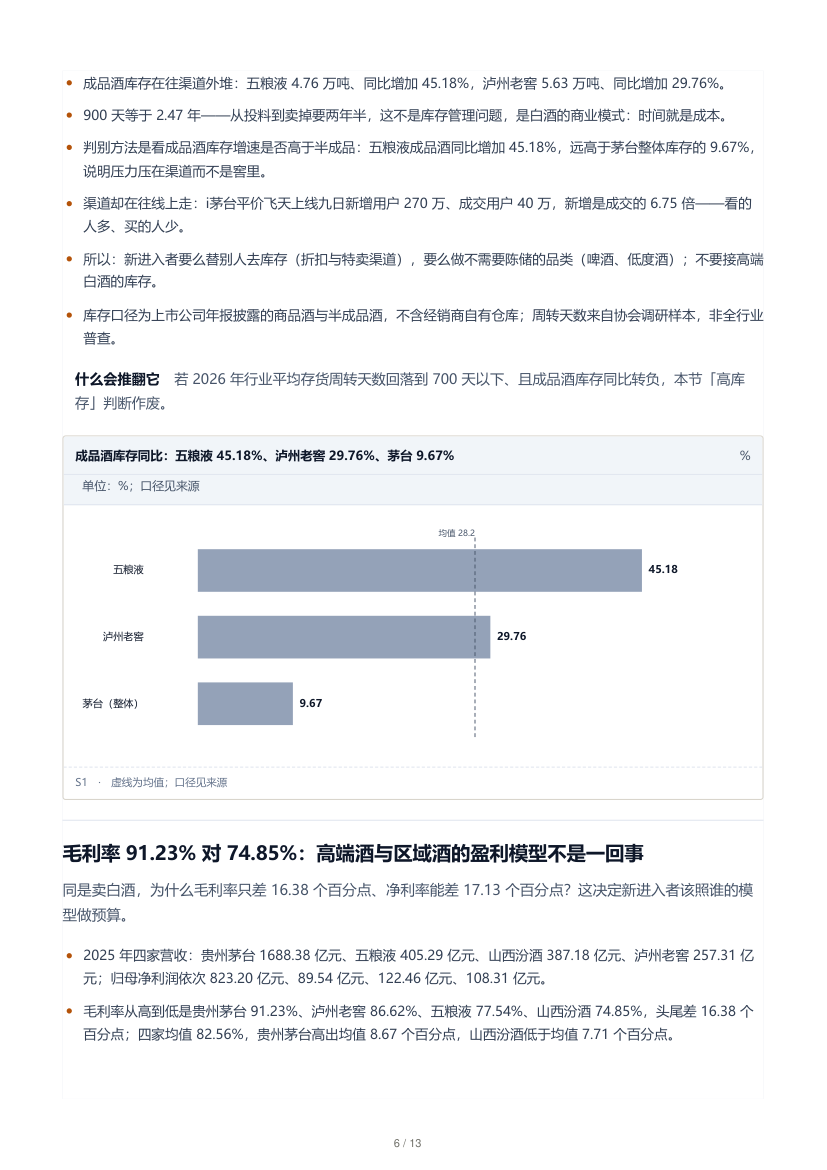 成品酒库存在往渠道外堆：五粮液 4.76 万吨、同比增加 45.18%，泸州老窖 5.63 万吨、同比增加 29.76%。
900 天等于 2.47 年——从投料到卖掉要两年半，这不是库存管理问题，是白酒的商业模式：时间就是成本。
判别方法是看成品酒库存增速是否高于半成品：五粮液成品酒同比增加 45.18%，远高于茅台整体库存的 9.67%，
说明压力压在渠道而不是窖里。
渠道却在往线上走：i茅台平价飞天上线九日新增用户 270 万、成交用户 40 万，新增是成交的 6.75 倍——看的
人多、买的人少。
所以：新进入者要么替别人去库存（折扣与特卖渠道），要么做不需要陈储的品类（啤酒、低度酒）；不要接高端
白酒的库存。
库存口径为上市公司年报披露的商品酒与半成品酒，不含经销商自有仓库；周转天数来自协会调研样本，非全行业
普查。
什么会推翻它 若 2026 年行业平均存货周转天数回落到 700 天以下、且成品酒库存同比转负，本节「高库
存」判断作废。
成品酒库存同比：五粮液 45.18%、泸州老窖 29.76%、茅台 9.67% %
单位：%；口径见来源
均值 28.2
五粮液 45.18
泸州老窖 29.76
茅台（整体） 9.67
S1 · 虚线为均值；口径见来源
毛利率 91.23% 对 74.85%：高端酒与区域酒的盈利模型不是一回事
同是卖白酒，为什么毛利率只差 16.38 个百分点、净利率能差 17.13 个百分点？这决定新进入者该照谁的模
型做预算。
2025 年四家营收：贵州茅台 1688.38 亿元、五粮液 405.29 亿元、山西汾酒 387.18 亿元、泸州老窖 257.31 亿
元；归母净利润依次 823.20 亿元、89.54 亿元、122.46 亿元、108.31 亿元。
毛利率从高到低是贵州茅台 91.23%、泸州老窖 86.62%、五粮液 77.54%、山西汾酒 74.85%，头尾差 16.38 个
百分点；四家均值 82.56%，贵州茅台高出均值 8.67 个百分点，山西汾酒低于均值 7.71 个百分点。
6 / 13